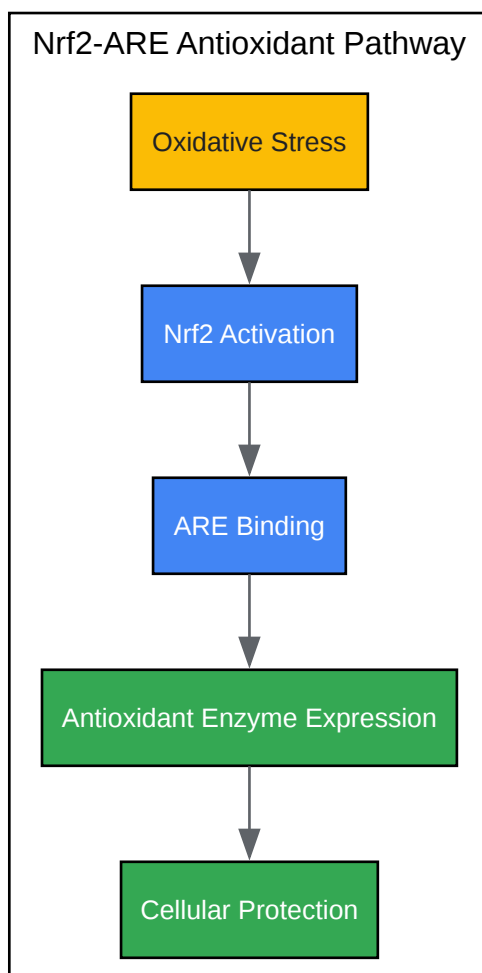 Nrf2-ARE Antioxidant Pathway
Oxidative Stress
Nrf2 Activation
ARE Binding
Antioxidant Enzyme Expression
Cellular Protection